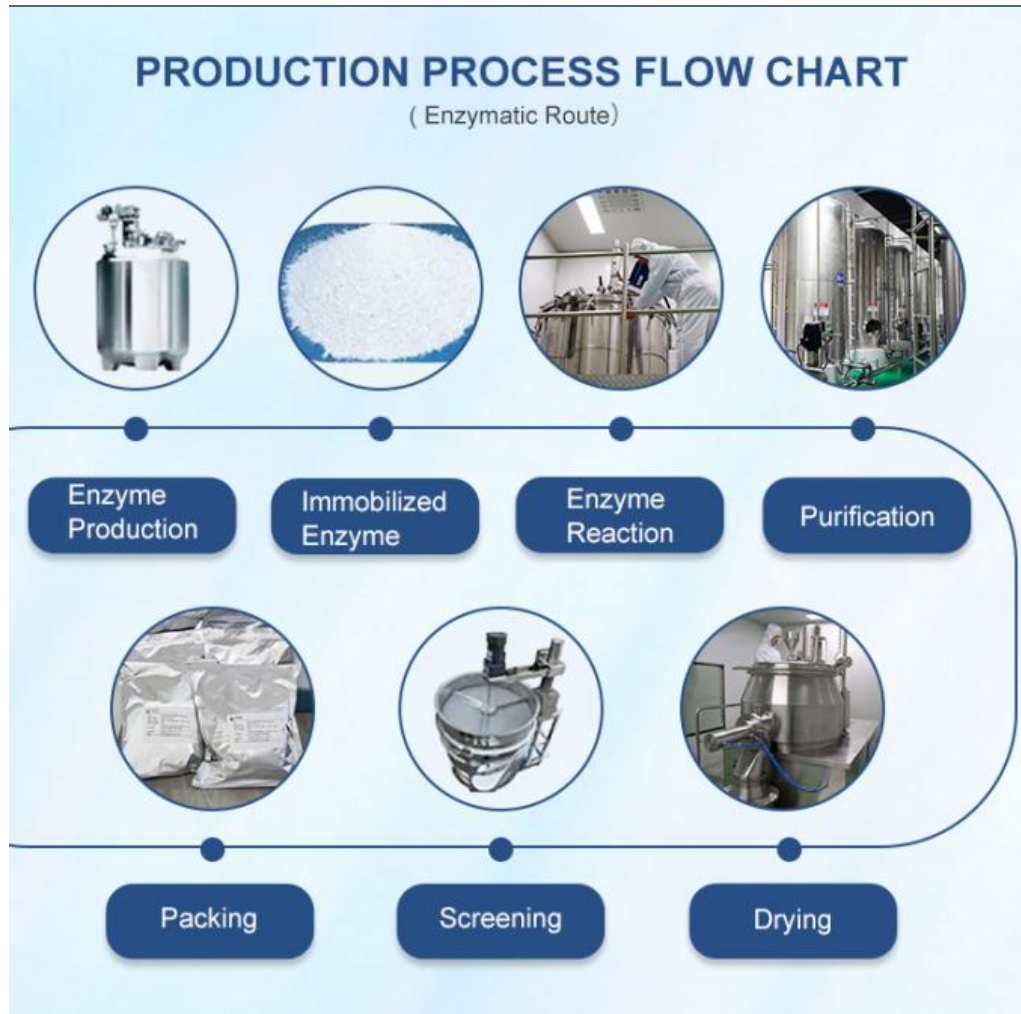 PRODUCTION PROCESS FLOW CHART
( Enzymatic Route）
Enzyme
Production
Immobilized
Enzyme
Enzyme
Reaction
Purification
Packing
Screening
Drying